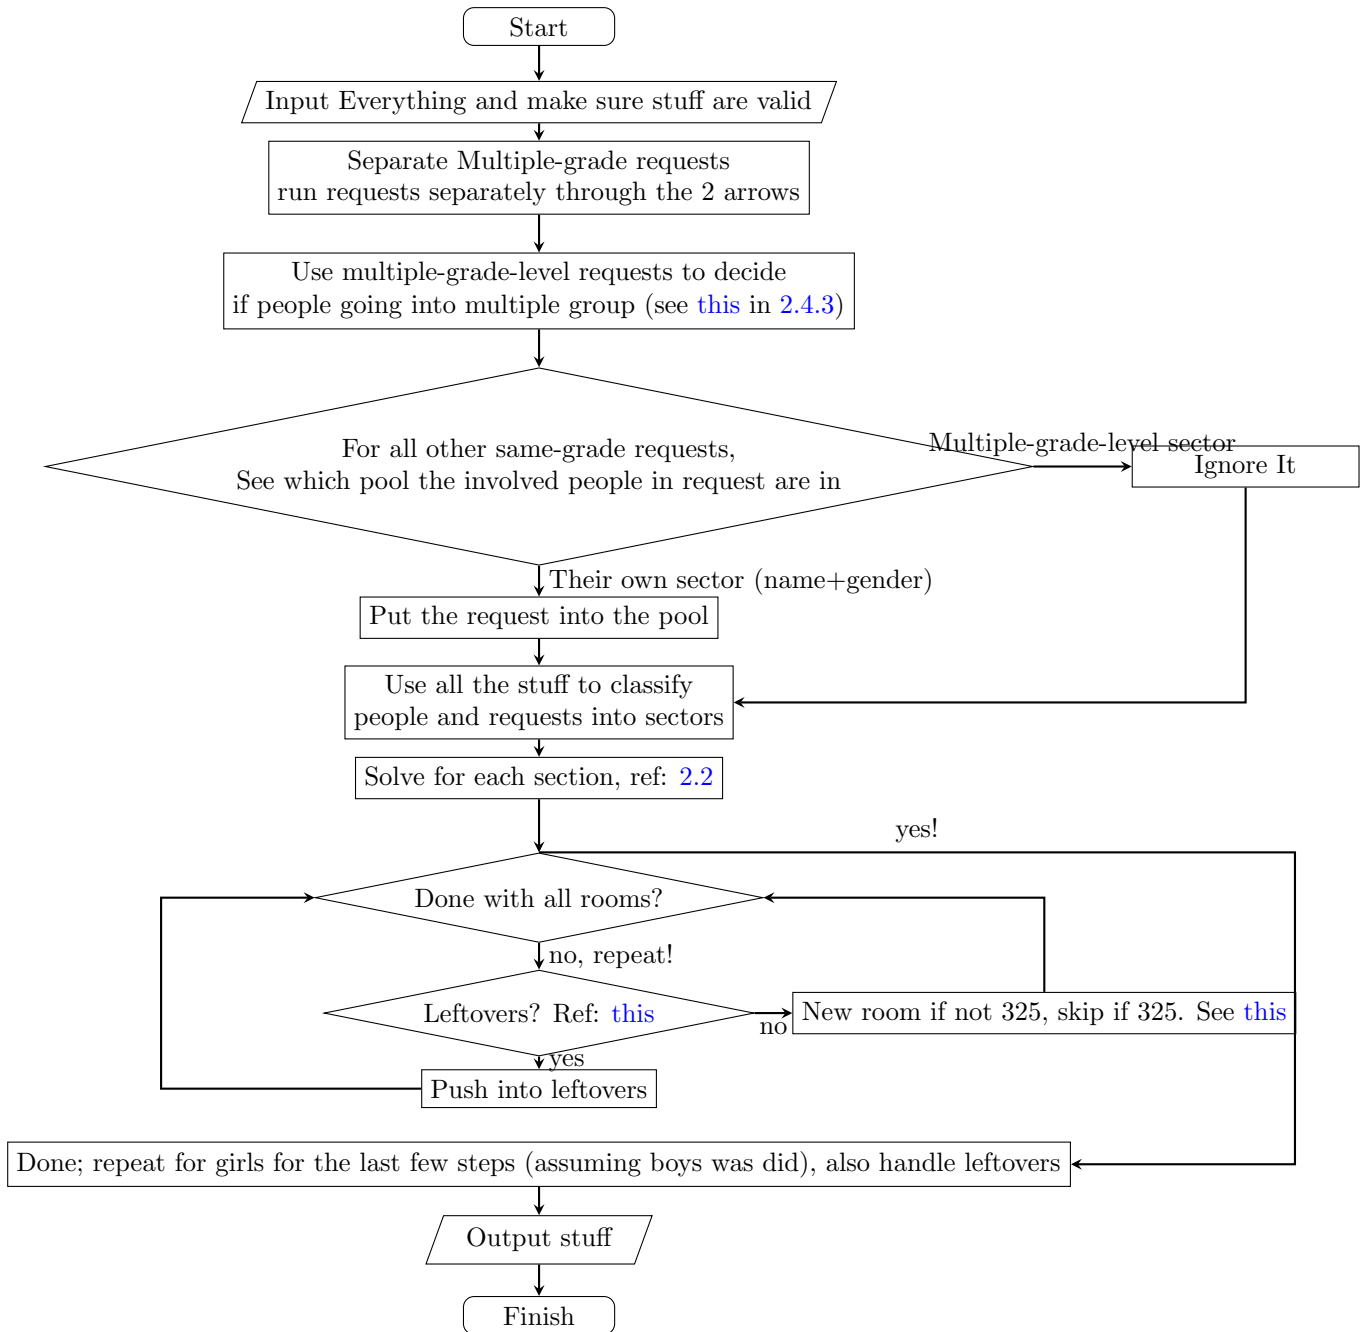 Start
Input Everything and make sure stuff are valid
Separate Multiple-grade requests
run requests separately through the 2 arrows
Use multiple-grade-level requests to decide
if people going into multiple group (see this in 2.4.3)
For all other same-grade requests,
See which pool the involved people in request are in
Multiple-grade-level sector
Ignore It
Their own sector (name+gender)
Put the request into the pool
Use all the stuff to classify
people and requests into sectors
Solve for each section, ref: 2.2
yes!
Done with all rooms?
no, repeat!
Leftovers? Ref: this
no
New room if not 325, skip if 325. See this
yes
Push into leftovers
Done; repeat for girls for the last few steps (assuming boys was did), also handle leftovers
Output stuff
Finish